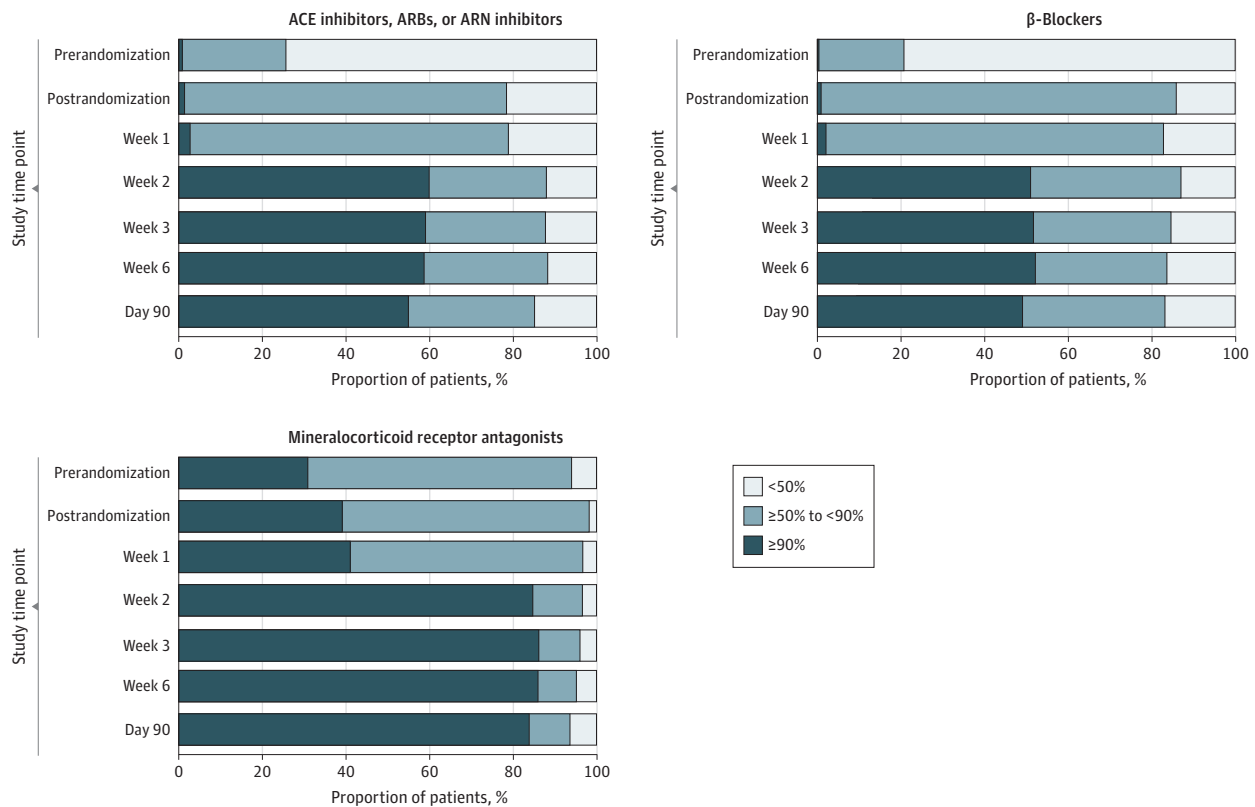 ACE inhibitors, ARBs, or ARN inhibitors
Study time point
Prerandomization
Postrandomization
Week 1
Week 2
Week 3
Week 6
Day 90
0 20 40 60 80 100
Proportion of patients, %
β-Blockers
Study time point
Prerandomization
Postrandomization
Week 1
Week 2
Week 3
Week 6
Day 90
0 20 40 60 80 100
Proportion of patients, %
Mineralocorticoid receptor antagonists
Study time point
Prerandomization
Postrandomization
Week 1
Week 2
Week 3
Week 6
Day 90
0 20 40 60 80 100
Proportion of patients, %
<50%
≥50% to <90%
≥90%